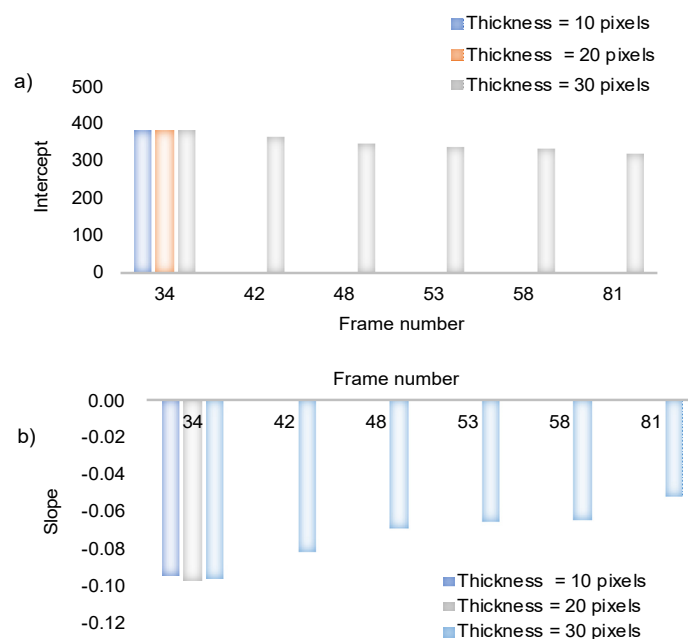 Thickness = 10 pixels
Thickness = 20 pixels
Thickness = 30 pixels
a)
500
400
300
200
100
0
Intercept
34 42 48 53 58 81
Frame number
Frame number
b)
0.00
-0.02
-0.04
-0.06
-0.08
-0.10
-0.12
Slope
34 42 48 53 58 81
Thickness = 10 pixels
Thickness = 20 pixels
Thickness = 30 pixels